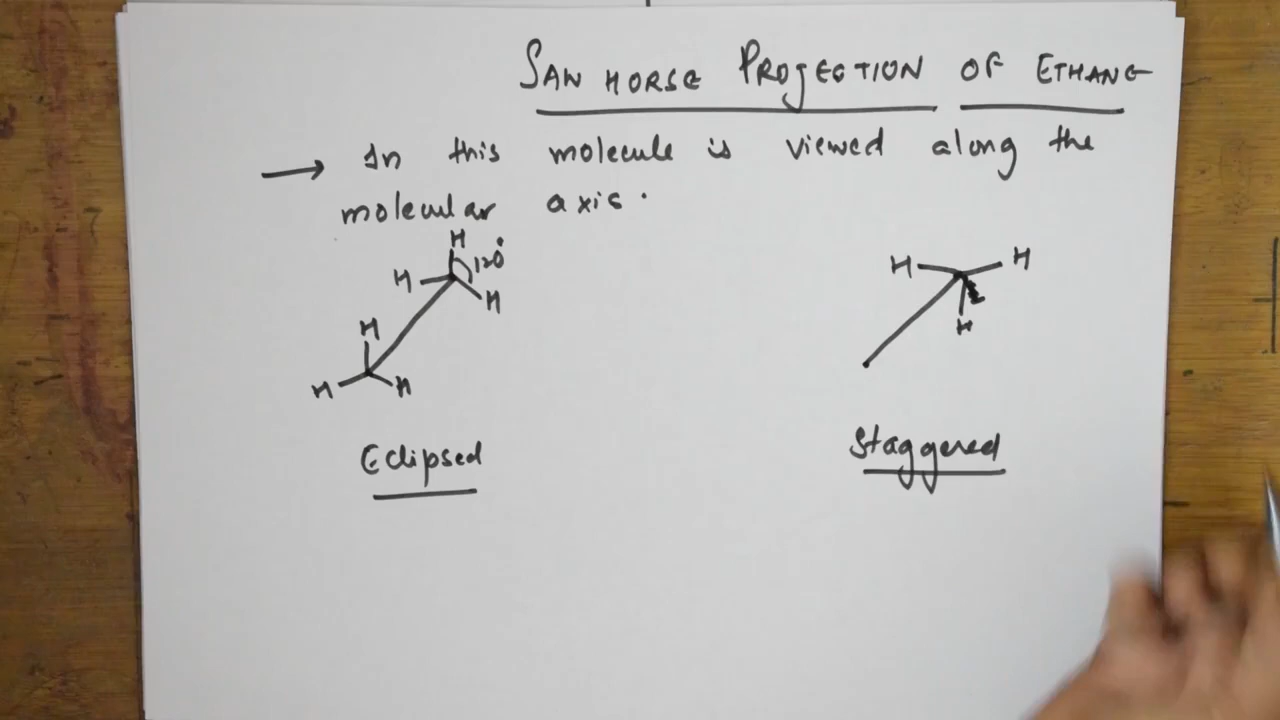 SAW HORSE PROJECTION OF ETHANE
→ In this molecule is viewed along the
molecular axis.
H
120°
H
H
H
H
H
H
H
H
Eclipsed
Staggered